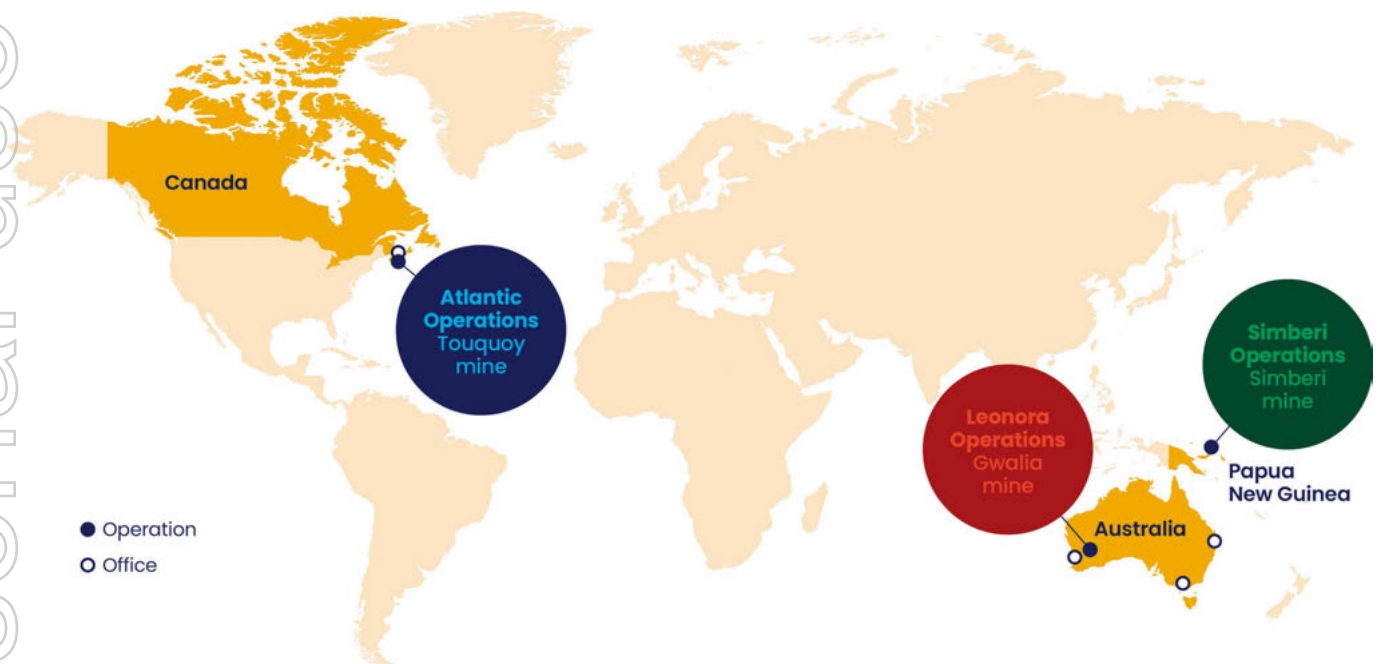 Canada
Atlantic
Operations
Touquoy
mine
Simberi
Operations
Simberi
mine
Leonora
Operations
Gwalia
mine
Papua
New Guinea
Australia
Operation
Office